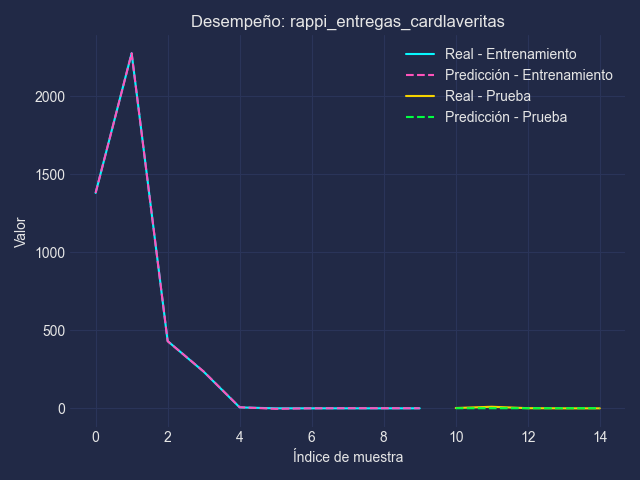 Desempeño: rappi_entregas_cardlaveritas
Real - Entrenamiento
Predicción - Entrenamiento
Real - Prueba
Predicción - Prueba
Valor
2000
1500
1000
500
0
0 2 4 6 8 10 12 14
Índice de muestra